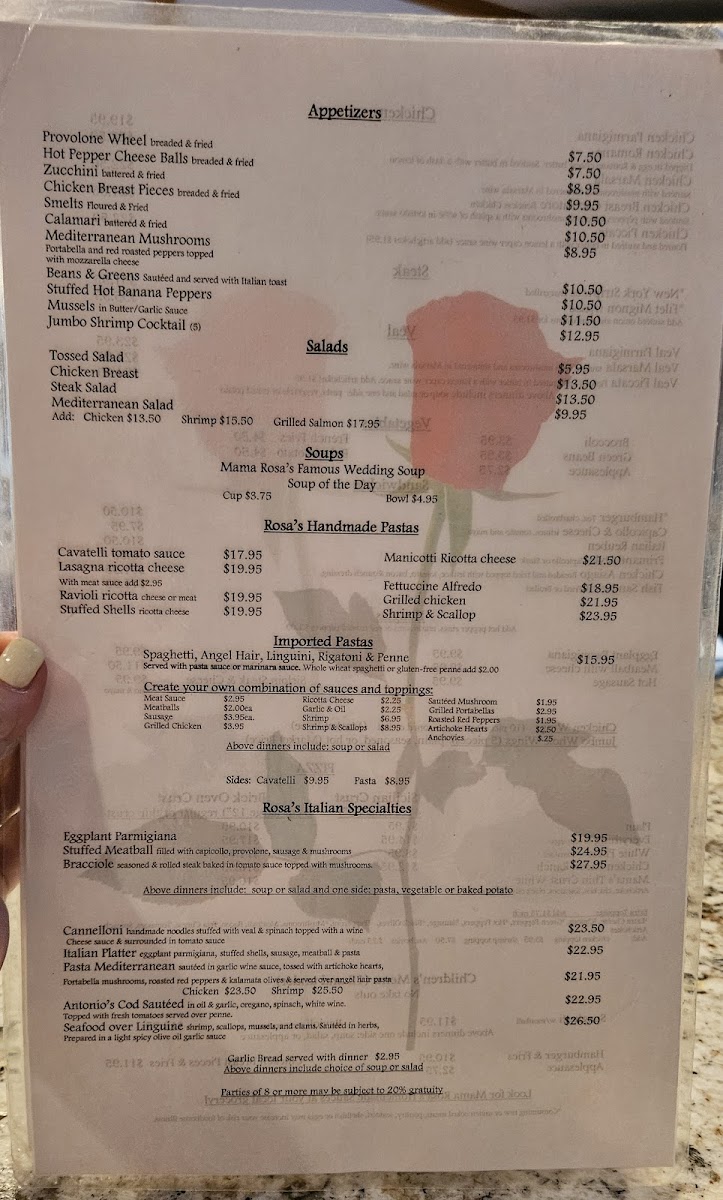 Appetizers
Provolone Wheel breaded & fried $7.50
Hot Pepper Cheese Balls breaded & fried $7.50
Zucchini battered & fried $8.95
Chicken Breast Pieces breaded & fried $9.95
Smelts Floured & Fried $10.50
Calamari battered & fried $10.50
Mediterranean Mushrooms $8.95
Portabella and red roasted peppers topped
with mozzarella cheese
Beans & Greens Sautéed and served with Italian toast $10.50
Stuffed Hot Banana Peppers $10.50
Mussels in Butter/Garlic Sauce $11.50
Jumbo Shrimp Cocktail (5) $12.95
Salads
Tossed Salad $5.95
Chicken Breast $13.50
Steak Salad $13.50
Mediterranean Salad $9.95
Add: Chicken $13.50 Shrimp $15.50 Grilled Salmon $17.95
Soups
Mama Rosa's Famous Wedding Soup
Soup of the Day
Cup $3.75 Bowl $4.95
Rosa's Handmade Pastas
Cavatelli tomato sauce $17.95
Lasagna ricotta cheese $19.95
With meat sauce add $2.95
Ravioli ricotta cheese or meat $19.95
Stuffed Shells ricotta cheese $19.95
Manicotti Ricotta cheese $21.50
Fettuccine Alfredo $18.95
Grilled chicken $21.95
Shrimp & Scallop $23.95
Imported Pastas
Spaghetti, Angel Hair, Linguini, Rigatoni & Penne $15.95
Served with pasta sauce or marinara sauce. Whole wheat spaghetti or gluten-free penne add $2.00
Create your own combination of sauces and toppings:
Meat Sauce $2.95 Ricotta Cheese $2.25 Sautéed Mushroom $1.95
Meatballs $2.00ea Garlic & Oil $2.25 Grilled Portabellas $2.95
Sausage $3.95ea. Shrimp $6.95 Roasted Red Peppers $1.95
Grilled Chicken $3.95 Shrimp & Scallops $8.95 Artichoke Hearts $2.50
Anchovies $.25
Above dinners include: soup or salad
Sides: Cavatelli $9.95 Pasta $8.95
Rosa's Italian Specialties
Eggplant Parmigiana $19.95
Stuffed Meatball filled with capicollo, provolone, sausage & mushrooms $24.95
Bracciole seasoned & rolled steak baked in tomato sauce topped with mushrooms. $27.95
Above dinners include: soup or salad and one side: pasta, vegetable or baked potato
Cannelloni handmade noodles stuffed with veal & spinach topped with a wine $23.50
Cheese sauce & surrounded in tomato sauce
Italian Platter eggplant parmigiana, stuffed shells, sausage, meatball & pasta $22.95
Pasta Mediterranean sautéed in garlic wine sauce, tossed with artichoke hearts,
Portabella mushrooms, roasted red peppers & kalamata olives & served over angel hair pasta $21.95
Chicken $23.50 Shrimp $25.50
Antonio's Cod Sautéed in oil & garlic, oregano, spinach, white wine. $22.95
Topped with fresh tomatoes served over penne.
Seafood over Linguine shrimp, scallops, mussels, and clams. Sautéed in herbs, $26.50
Prepared in a light spicy olive oil garlic sauce
Garlic Bread served with dinner $2.95
Above dinners include choice of soup or salad
Parties of 8 or more may be subject to 20% gratuity